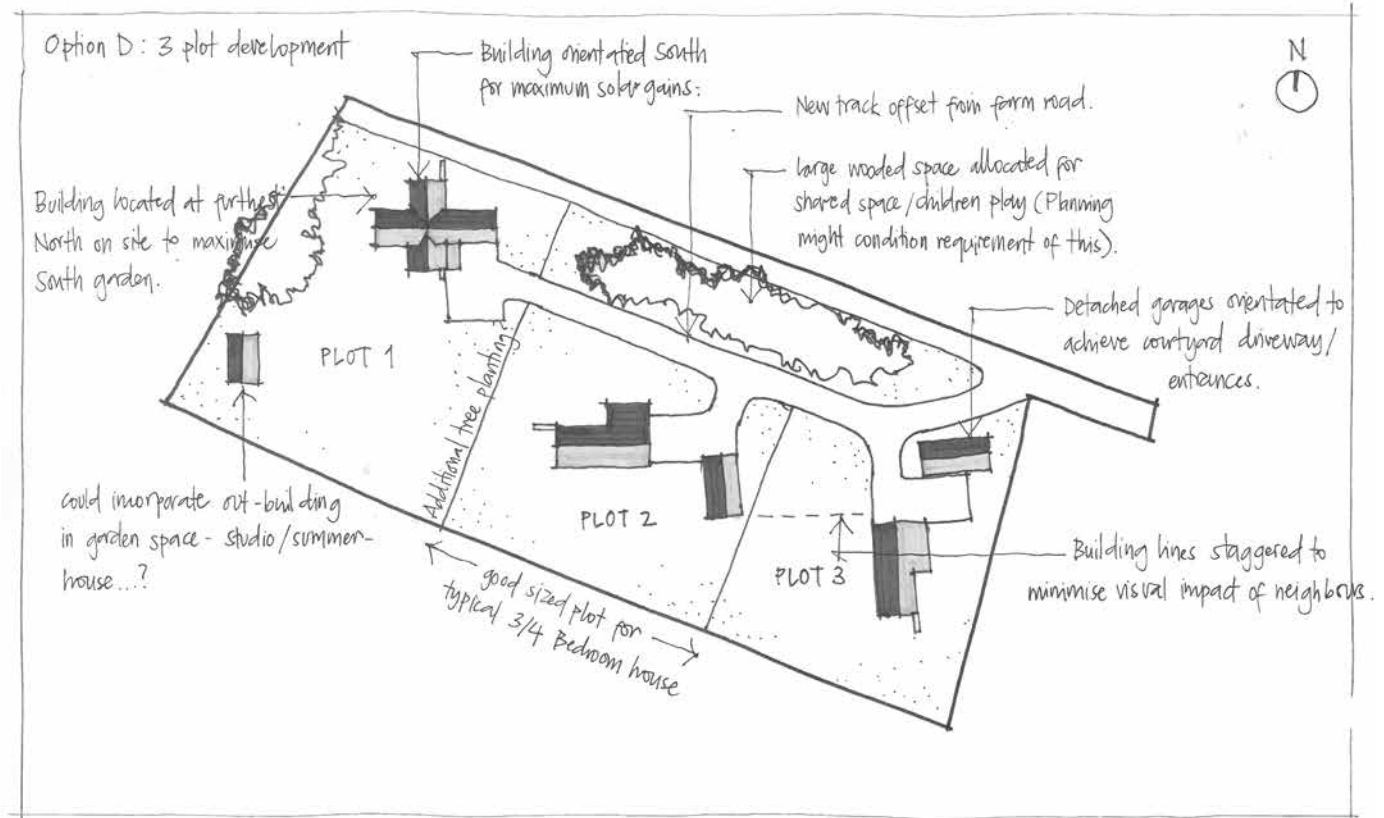 Option D: 3 plot development
Building orientated South
for maximum solar gains.
N
New track offset from farm road.
Large wooded space allocated for
shared space/children play (Planning
might condition requirement of this).
Building located at furthest
North on site to maximise
South garden.
Detached garages orientated to
achieve courtyard driveway/
entrances.
PLOT 1
Additional tree planting
PLOT 2
PLOT 3
could incorporate out-building
in garden space - studio/summer-
house...?
good sized plot for
typical 3/4 Bedroom house
Building lines staggered to
minimise visual impact of neighbours.